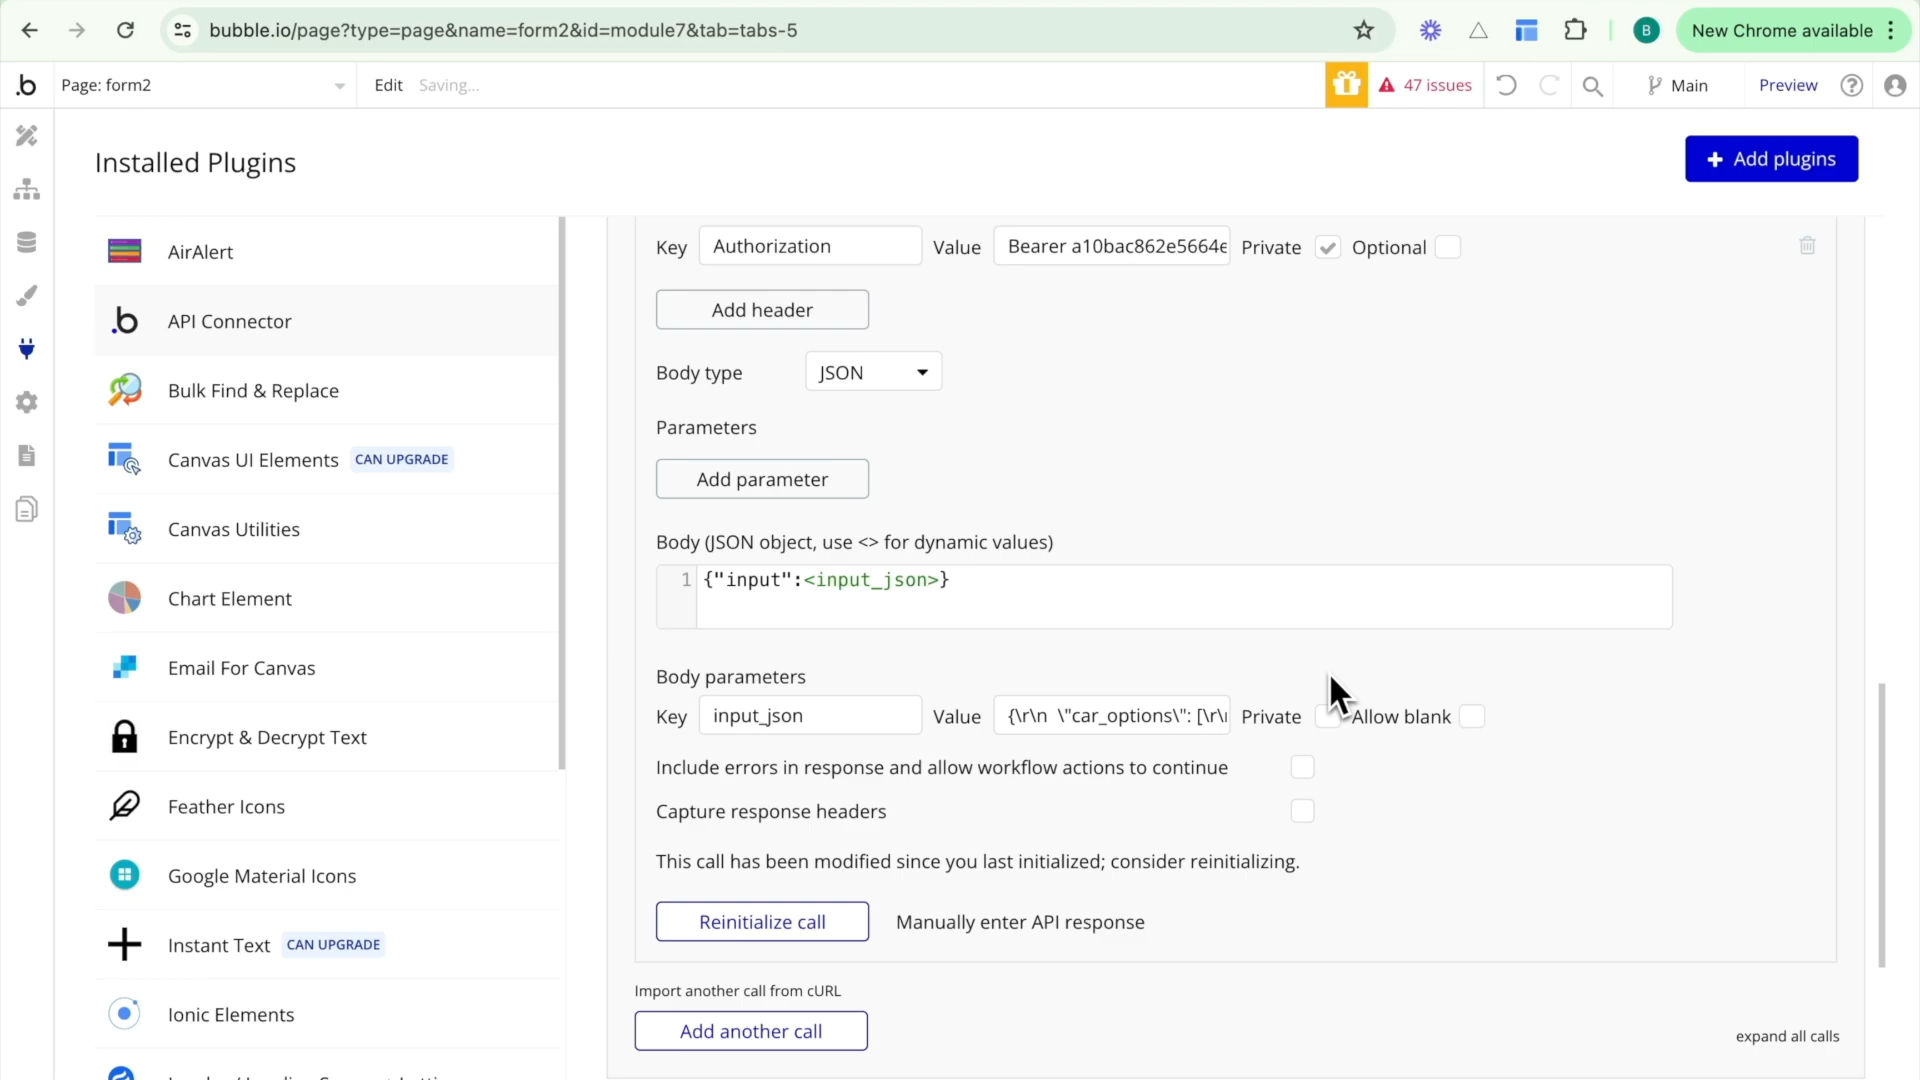 bubble.io/page?type=page&name=form2&id=module7&tab=tabs-5
B
New Chrome available
b
Page: form2
Edit
Saving...
47 issues
Main
Preview
?
Installed Plugins
+ Add plugins
AirAlert
API Connector
Bulk Find & Replace
Canvas UI Elements CAN UPGRADE
Canvas Utilities
Chart Element
Email For Canvas
Encrypt & Decrypt Text
Feather Icons
Google Material Icons
Instant Text CAN UPGRADE
Ionic Elements
Key Authorization Value Bearer a10bac862e5664e Private Optional
Add header
Body type JSON
Parameters
Add parameter
Body (JSON object, use <> for dynamic values)
1 {"input":<input_json>}
Body parameters
Key input_json Value {\r\n \"car_options\": [\r\ Private Allow blank
Include errors in response and allow workflow actions to continue
Capture response headers
This call has been modified since you last initialized; consider reinitializing.
Reinitialize call Manually enter API response
Import another call from cURL
Add another call
expand all calls